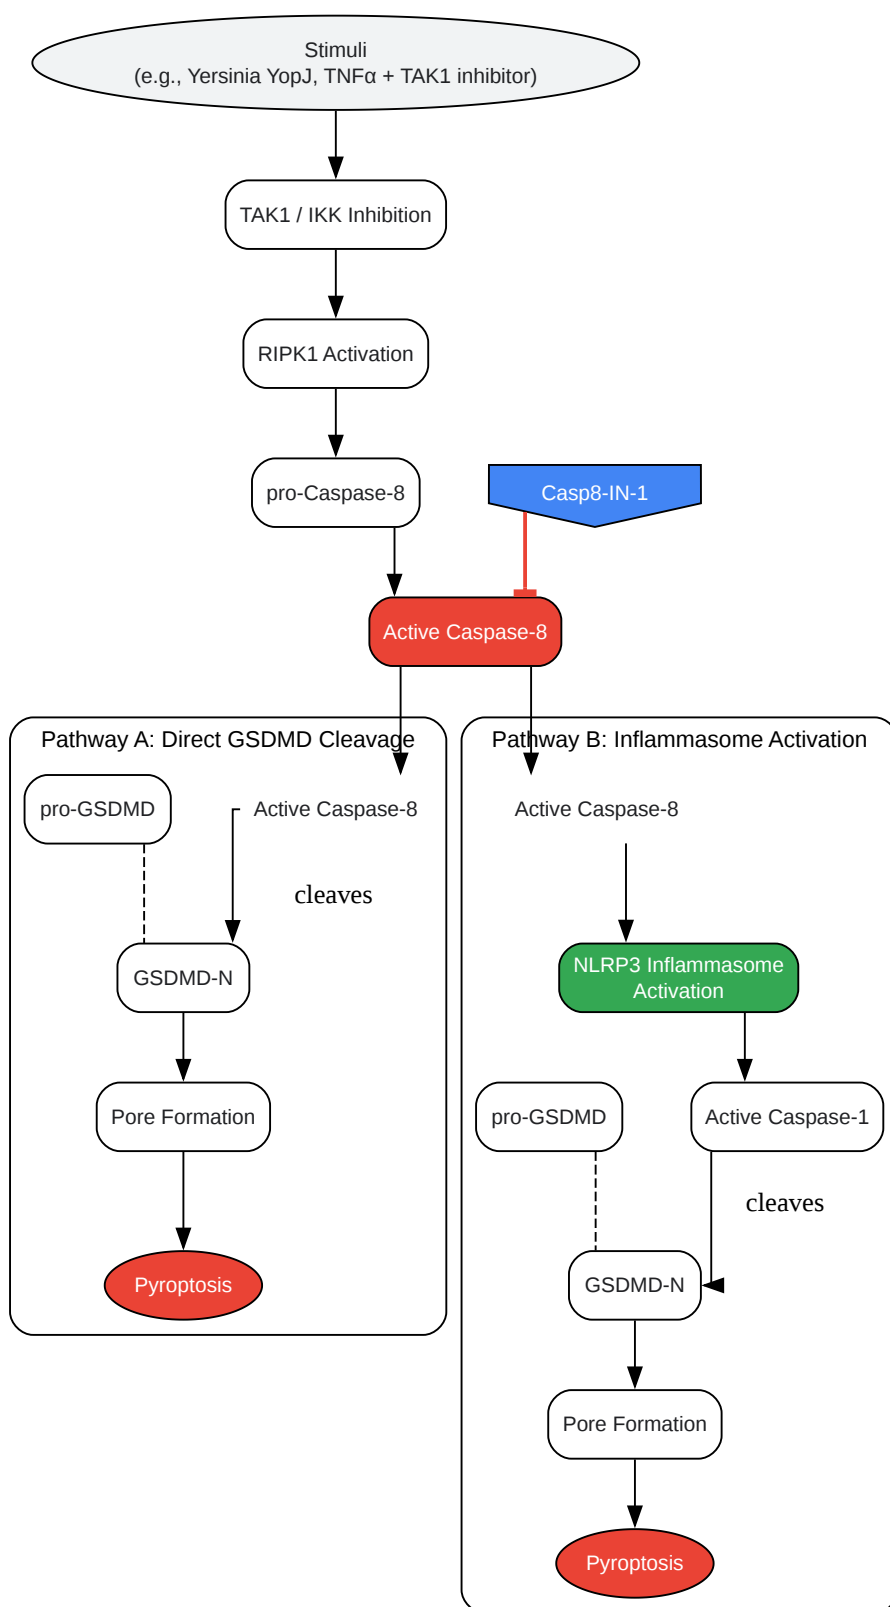 Stimuli
(e.g., Yersinia YopJ, TNFα + TAK1 inhibitor)
TAK1 / IKK Inhibition
RIPK1 Activation
pro-Caspase-8
Casp8-IN-1
Active Caspase-8
Pathway A: Direct GSDMD Cleavage
pro-GSDMD
Active Caspase-8
cleaves
GSDMD-N
Pore Formation
Pyroptosis
Pathway B: Inflammasome Activation
Active Caspase-8
NLRP3 Inflammasome
Activation
pro-GSDMD
Active Caspase-1
cleaves
GSDMD-N
Pore Formation
Pyroptosis